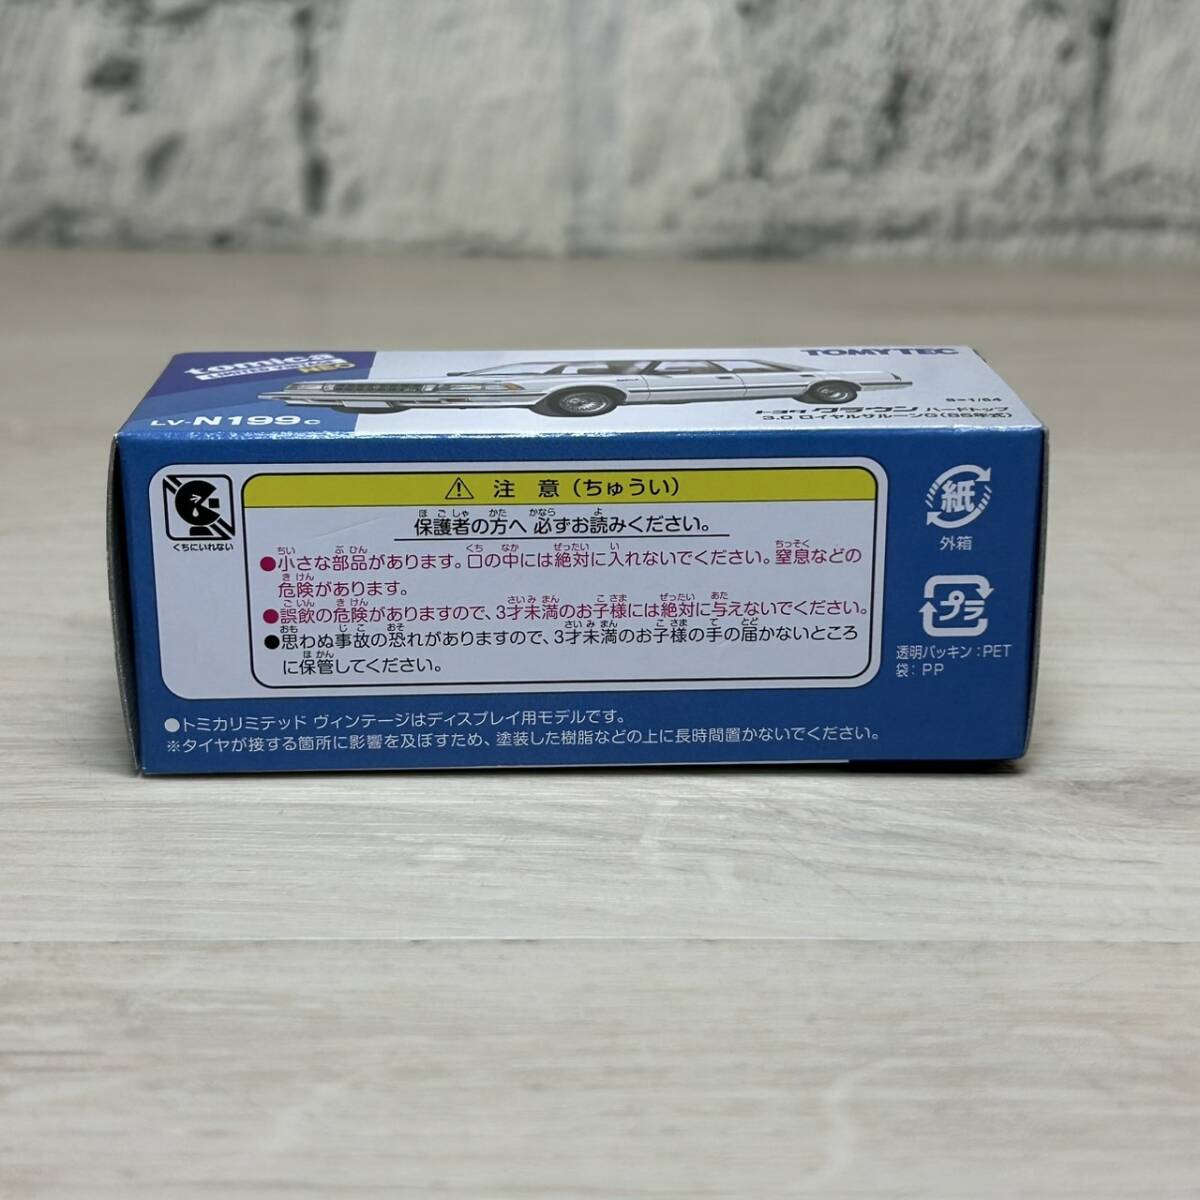 tomica
LIMITED VINTAGE
NEO
TOMYTEC
S=1/64
LV-N199c
トヨタ クラウン ハードトップ
3.0 ロイヤルサルーンG
くちにいれない
⚠ 注 意（ちゅうい）
ほ ご しゃ かた かなら よ
保護者の方へ 必ずお読みください。
ちい ぶ ひん くち なか ぜったい い ちっそく
●小さな部品があります。口の中には絶対に入れないでください。窒息などの
き けん
危険があります。
ご いん き けん さい み まん こ さま ぜったい あた
●誤飲の危険がありますので、3才未満のお子様には絶対に与えないでください。
おも じ こ おそ さい み まん こ さま て とど
●思わぬ事故の恐れがありますので、3才未満のお子様の手の届かないところ
ほ かん
に保管してください。
紙
外箱
プラ
透明パッキン：PET
袋：PP
●トミカリミテッド ヴィンテージはディスプレイ用モデルです。
※タイヤが接する箇所に影響を及ぼすため、塗装した樹脂などの上に長時間置かないでください。